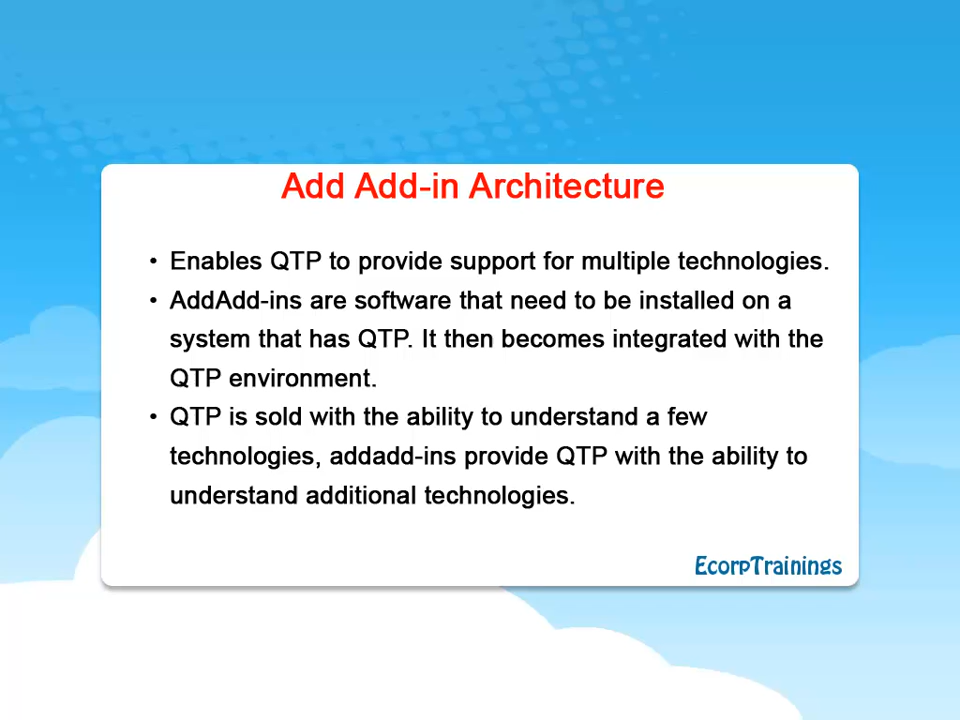 Add Add-in Architecture
• Enables QTP to provide support for multiple technologies.
• AddAdd-ins are software that need to be installed on a
system that has QTP. It then becomes integrated with the
QTP environment.
• QTP is sold with the ability to understand a few
technologies, addadd-ins provide QTP with the ability to
understand additional technologies.
EcorpTrainings